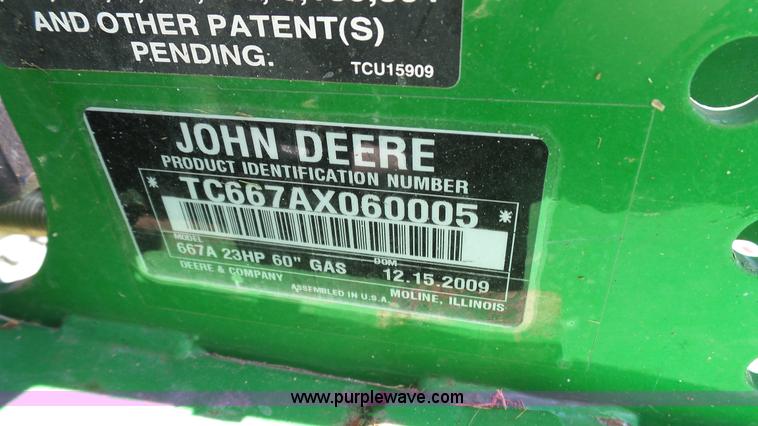 AND OTHER PATENT(S)
PENDING.
TCU15909
JOHN DEERE
PRODUCT IDENTIFICATION NUMBER
* TC667AX060005 *
MODEL
667A 23HP 60" GAS
DOM
12.15.2009
DEERE & COMPANY
MOLINE, ILLINOIS
ASSEMBLED IN U.S.A.
www.purplewave.com